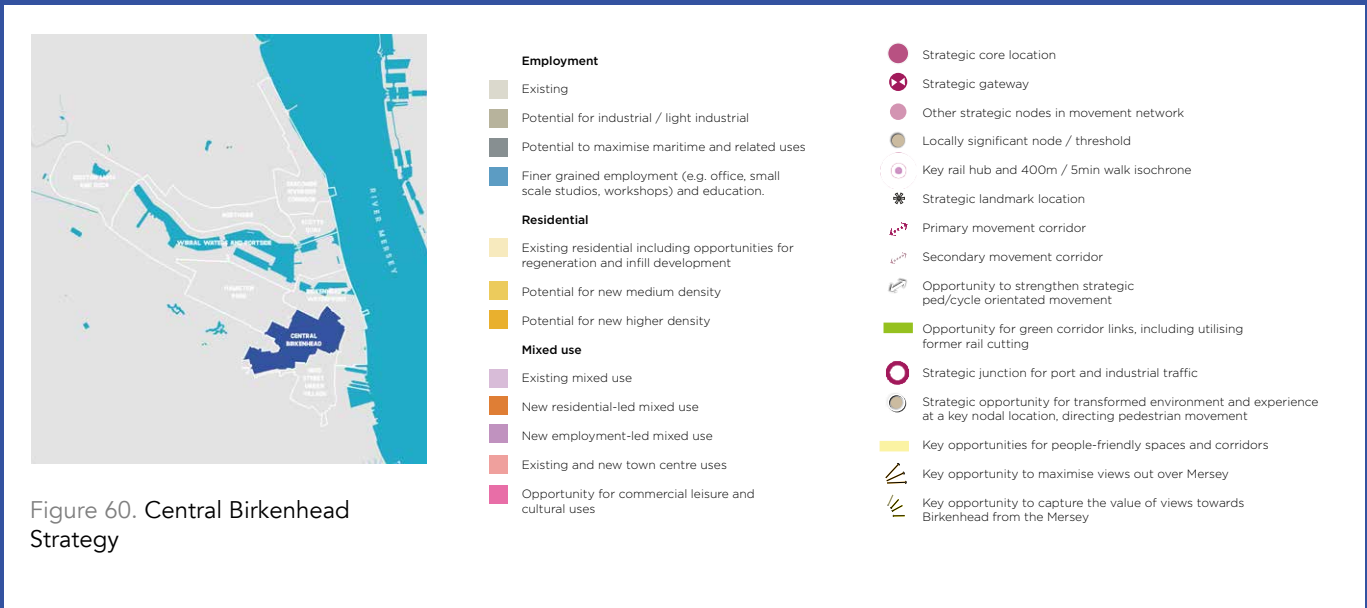 RIVER MERSEY
WIRRAL WATERS AND PORTSIDE
CENTRAL
BIRKENHEAD
Figure 60. Central Birkenhead
Strategy
Employment
Existing
Potential for industrial / light industrial
Potential to maximise maritime and related uses
Finer grained employment (e.g. office, small
scale studios, workshops) and education.
Residential
Existing residential including opportunities for
regeneration and infill development
Potential for new medium density
Potential for new higher density
Mixed use
Existing mixed use
New residential-led mixed use
New employment-led mixed use
Existing and new town centre uses
Opportunity for commercial leisure and
cultural uses
Strategic core location
Strategic gateway
Other strategic nodes in movement network
Locally significant node / threshold
Key rail hub and 400m / 5min walk isochrone
Strategic landmark location
Primary movement corridor
Secondary movement corridor
Opportunity to strengthen strategic
ped/cycle orientated movement
Opportunity for green corridor links, including utilising
former rail cutting
Strategic junction for port and industrial traffic
Strategic opportunity for transformed environment and experience
at a key nodal location, directing pedestrian movement
Key opportunities for people-friendly spaces and corridors
Key opportunity to maximise views out over Mersey
Key opportunity to capture the value of views towards
Birkenhead from the Mersey